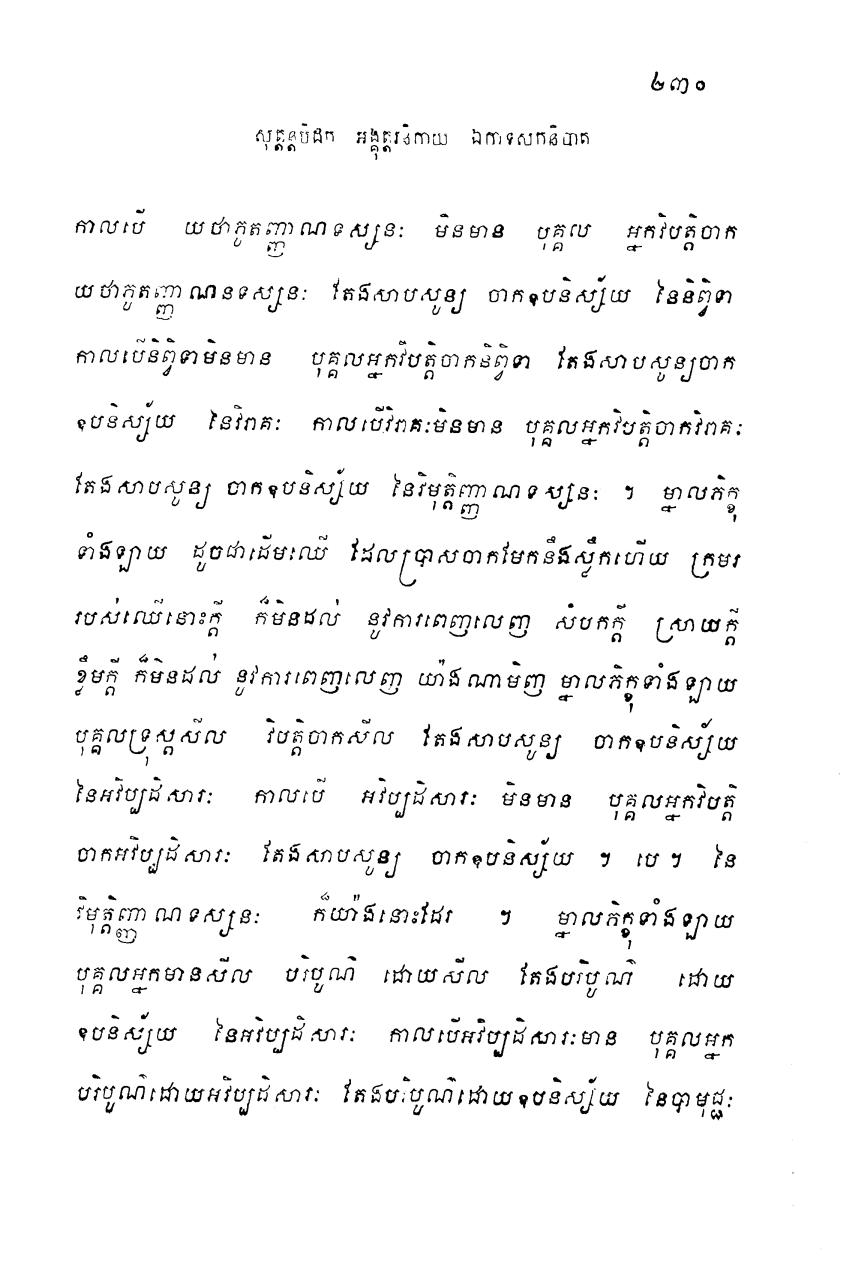 ២៣០
សុត្តន្តបិដក អង្គុត្តរនិកាយ ឯកាទសកនិបាត
កាលបើ យថាភូតញ្ញាណទស្សនៈ មិនមាន បុគ្គល អ្នកវិបត្តិចាក
យថាភូតញ្ញាណនទស្សនៈ តែងសាបសូន្យ ចាកឧបនិស្ស័យ នៃនិព្វិទា
កាលបើនិព្វិទាមិនមាន បុគ្គលអ្នកវិបត្តិចាកនិព្វិទា តែងសាបសូន្យចាក
ឧបនិស្ស័យ នៃវិរាគៈ កាលបើវិរាគៈមិនមាន បុគ្គលអ្នកវិបត្តិចាកវិរាគៈ
តែងសាបសូន្យ ចាកឧបនិស្ស័យ នៃវិមុត្តិញ្ញាណទស្សនៈ ។ ម្នាលភិក្ខុ
ទាំងឡាយ ដូចជាដើមឈើ ដែលប្រាសចាកមែកនឹងស្លឹកហើយ ក្រមរ
របស់ឈើនោះក្តី ក៏មិនដល់ នូវការពេញលេញ សំបកក្តី ស្រាយក្តី
ខ្លឹមក្តី ក៏មិនដល់ នូវការពេញលេញ យ៉ាងណាមិញ ម្នាលភិក្ខុទាំងឡាយ
បុគ្គលទ្រុស្តសីល វិបត្តិចាកសីល តែងសាបសូន្យ ចាកឧបនិស្ស័យ
នៃអវិប្បដិសារៈ កាលបើ អវិប្បដិសារៈ មិនមាន បុគ្គលអ្នកវិបត្តិ
ចាកអវិប្បដិសារៈ តែងសាបសូន្យ ចាកឧបនិស្ស័យ ។ បេ ។ នៃ
វិមុត្តិញ្ញាណទស្សនៈ ក៏យ៉ាងនោះដែរ ។ ម្នាលភិក្ខុទាំងឡាយ
បុគ្គលអ្នកមានសីល បរិបូណ៌ ដោយសីល តែងបរិបូណ៌ ដោយ
ឧបនិស្ស័យ នៃអវិប្បដិសារៈ កាលបើអវិប្បដិសារៈមាន បុគ្គលអ្នក
បរិបូណ៌ដោយអវិប្បដិសារៈ តែងបរិបូណ៌ដោយឧបនិស្ស័យ នៃបាមុជ្ជៈ